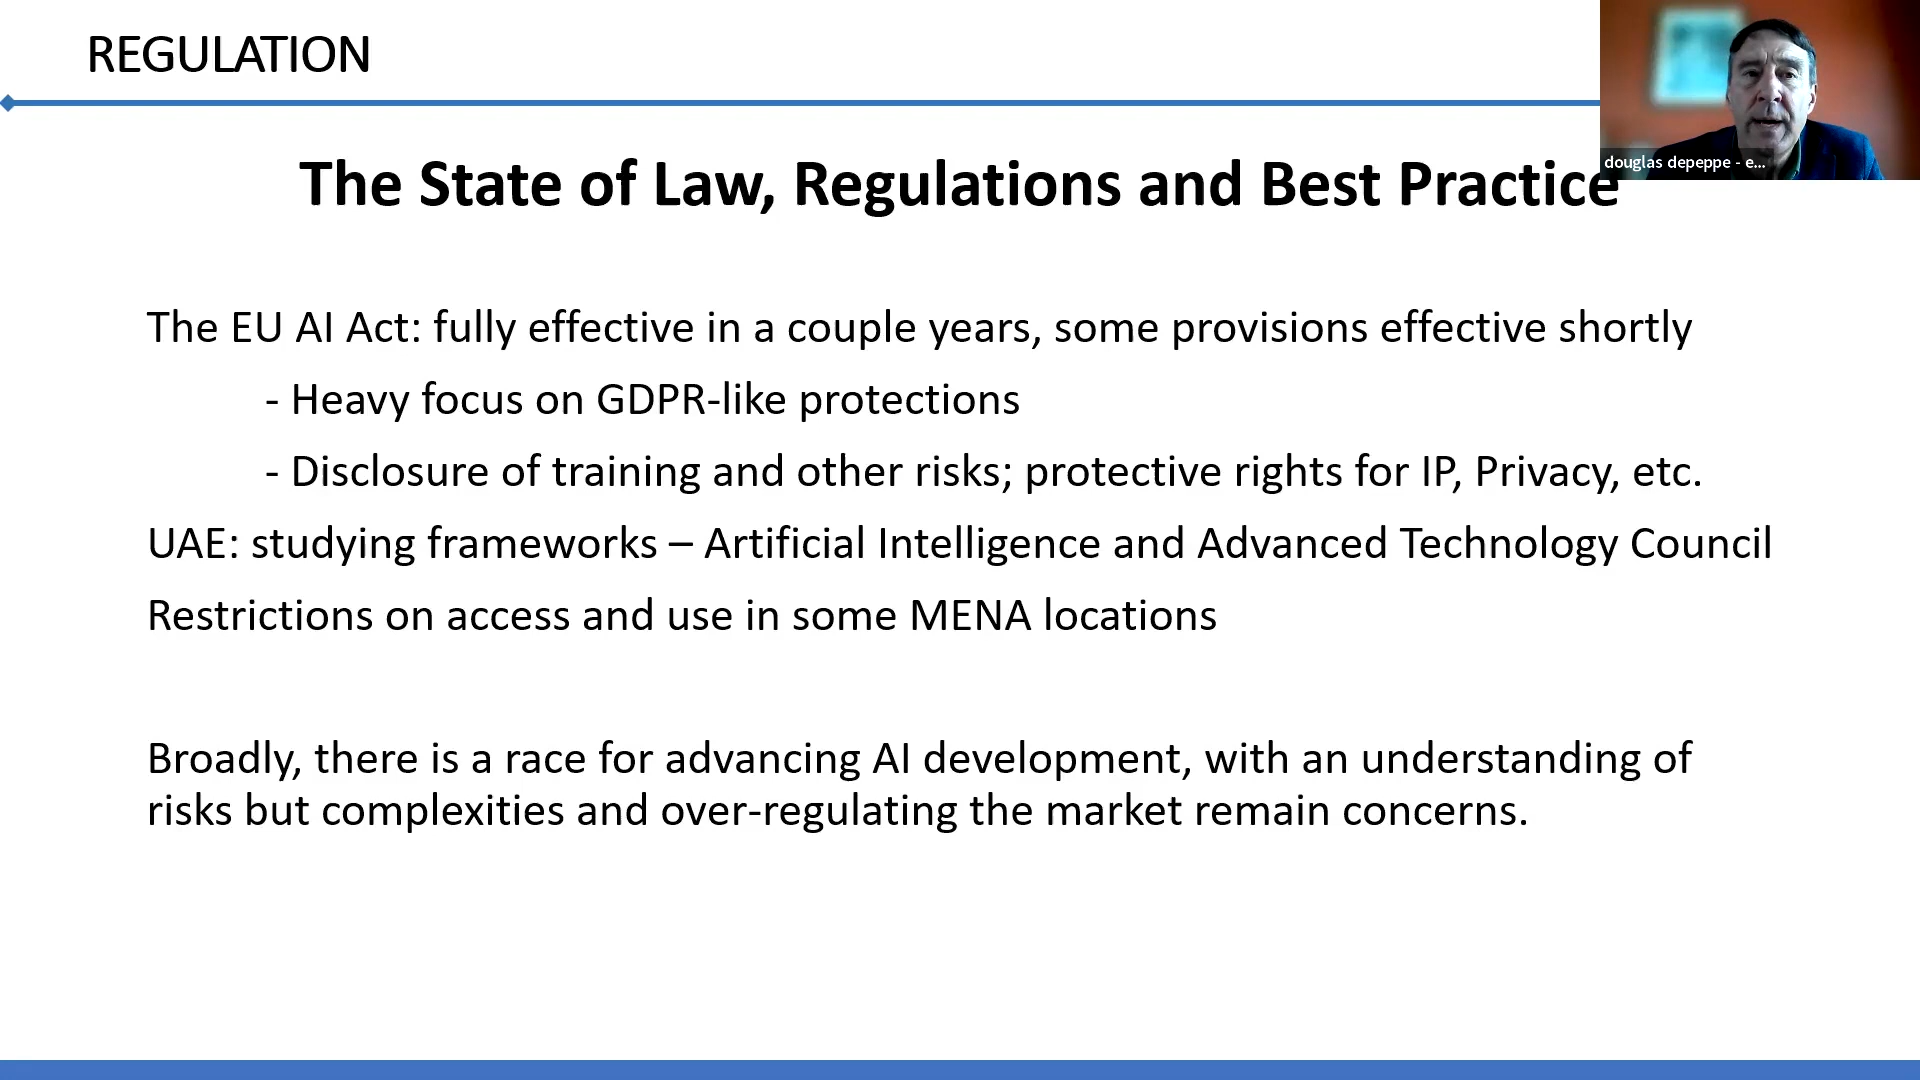 REGULATION
douglas depeppe - e...
The State of Law, Regulations and Best Practice
The EU AI Act: fully effective in a couple years, some provisions effective shortly
- Heavy focus on GDPR-like protections
- Disclosure of training and other risks; protective rights for IP, Privacy, etc.
UAE: studying frameworks – Artificial Intelligence and Advanced Technology Council
Restrictions on access and use in some MENA locations
Broadly, there is a race for advancing AI development, with an understanding of
risks but complexities and over-regulating the market remain concerns.